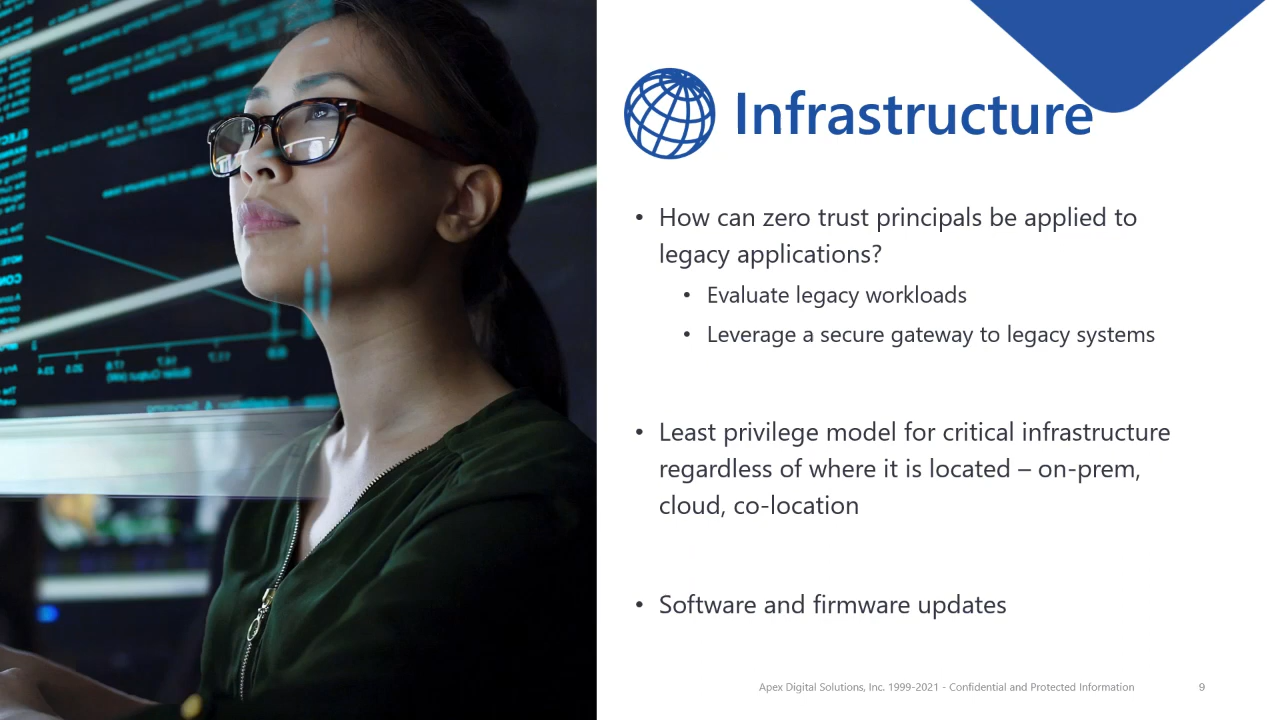 Infrastructure
• How can zero trust principals be applied to
legacy applications?
• Evaluate legacy workloads
• Leverage a secure gateway to legacy systems
• Least privilege model for critical infrastructure
regardless of where it is located – on-prem,
cloud, co-location
• Software and firmware updates
Apex Digital Solutions, Inc. 1999-2021 - Confidential and Protected Information
9